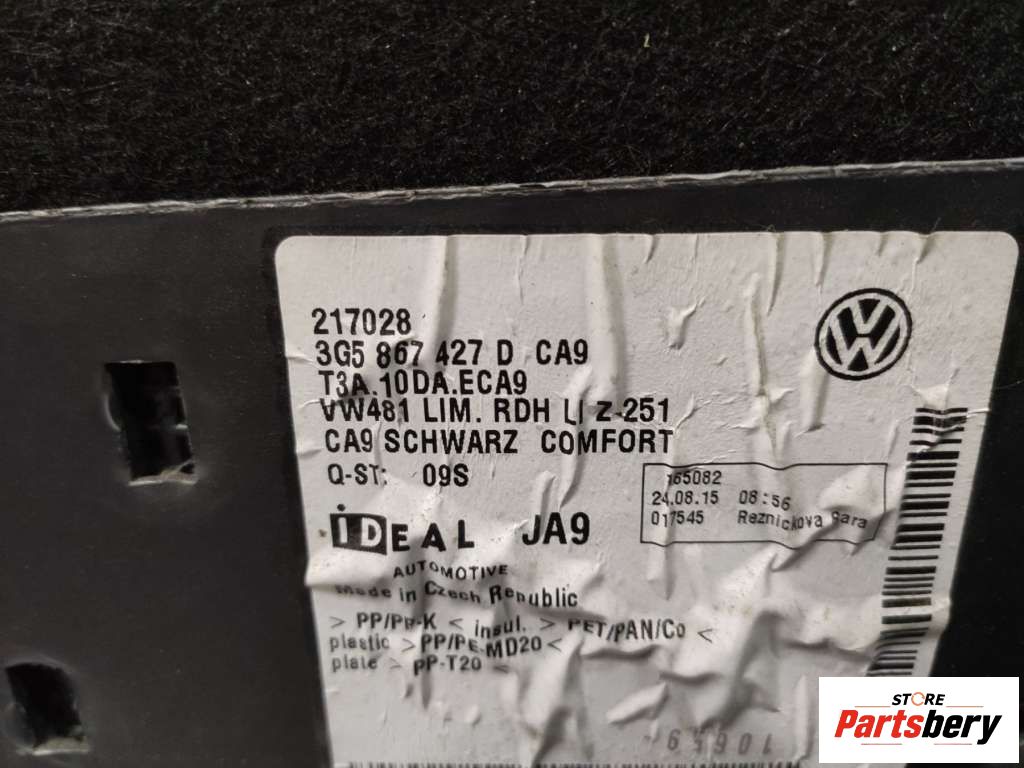 217028
3G5 867 427 D CA9
T3A.10DA.ECA9
VW481 LIM. RDH LI Z-251
CA9 SCHWARZ COMFORT
Q-ST: 09S
165082
24.08.15 08:56
017545 Reznickova Sara
iDEAL JA9
AUTOMOTIVE
made in Czech Republic
> PP/PP-K < insul. > PET/PAN/Co <
plastic > PP/PE-MD20 <
plate > PP-T20 <
STORE
Partsbery